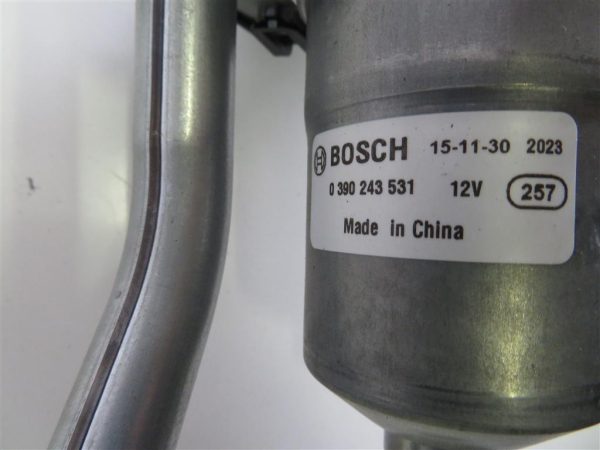 BOSCH 15-11-30 2023
0 390 243 531 12V 257
Made in China